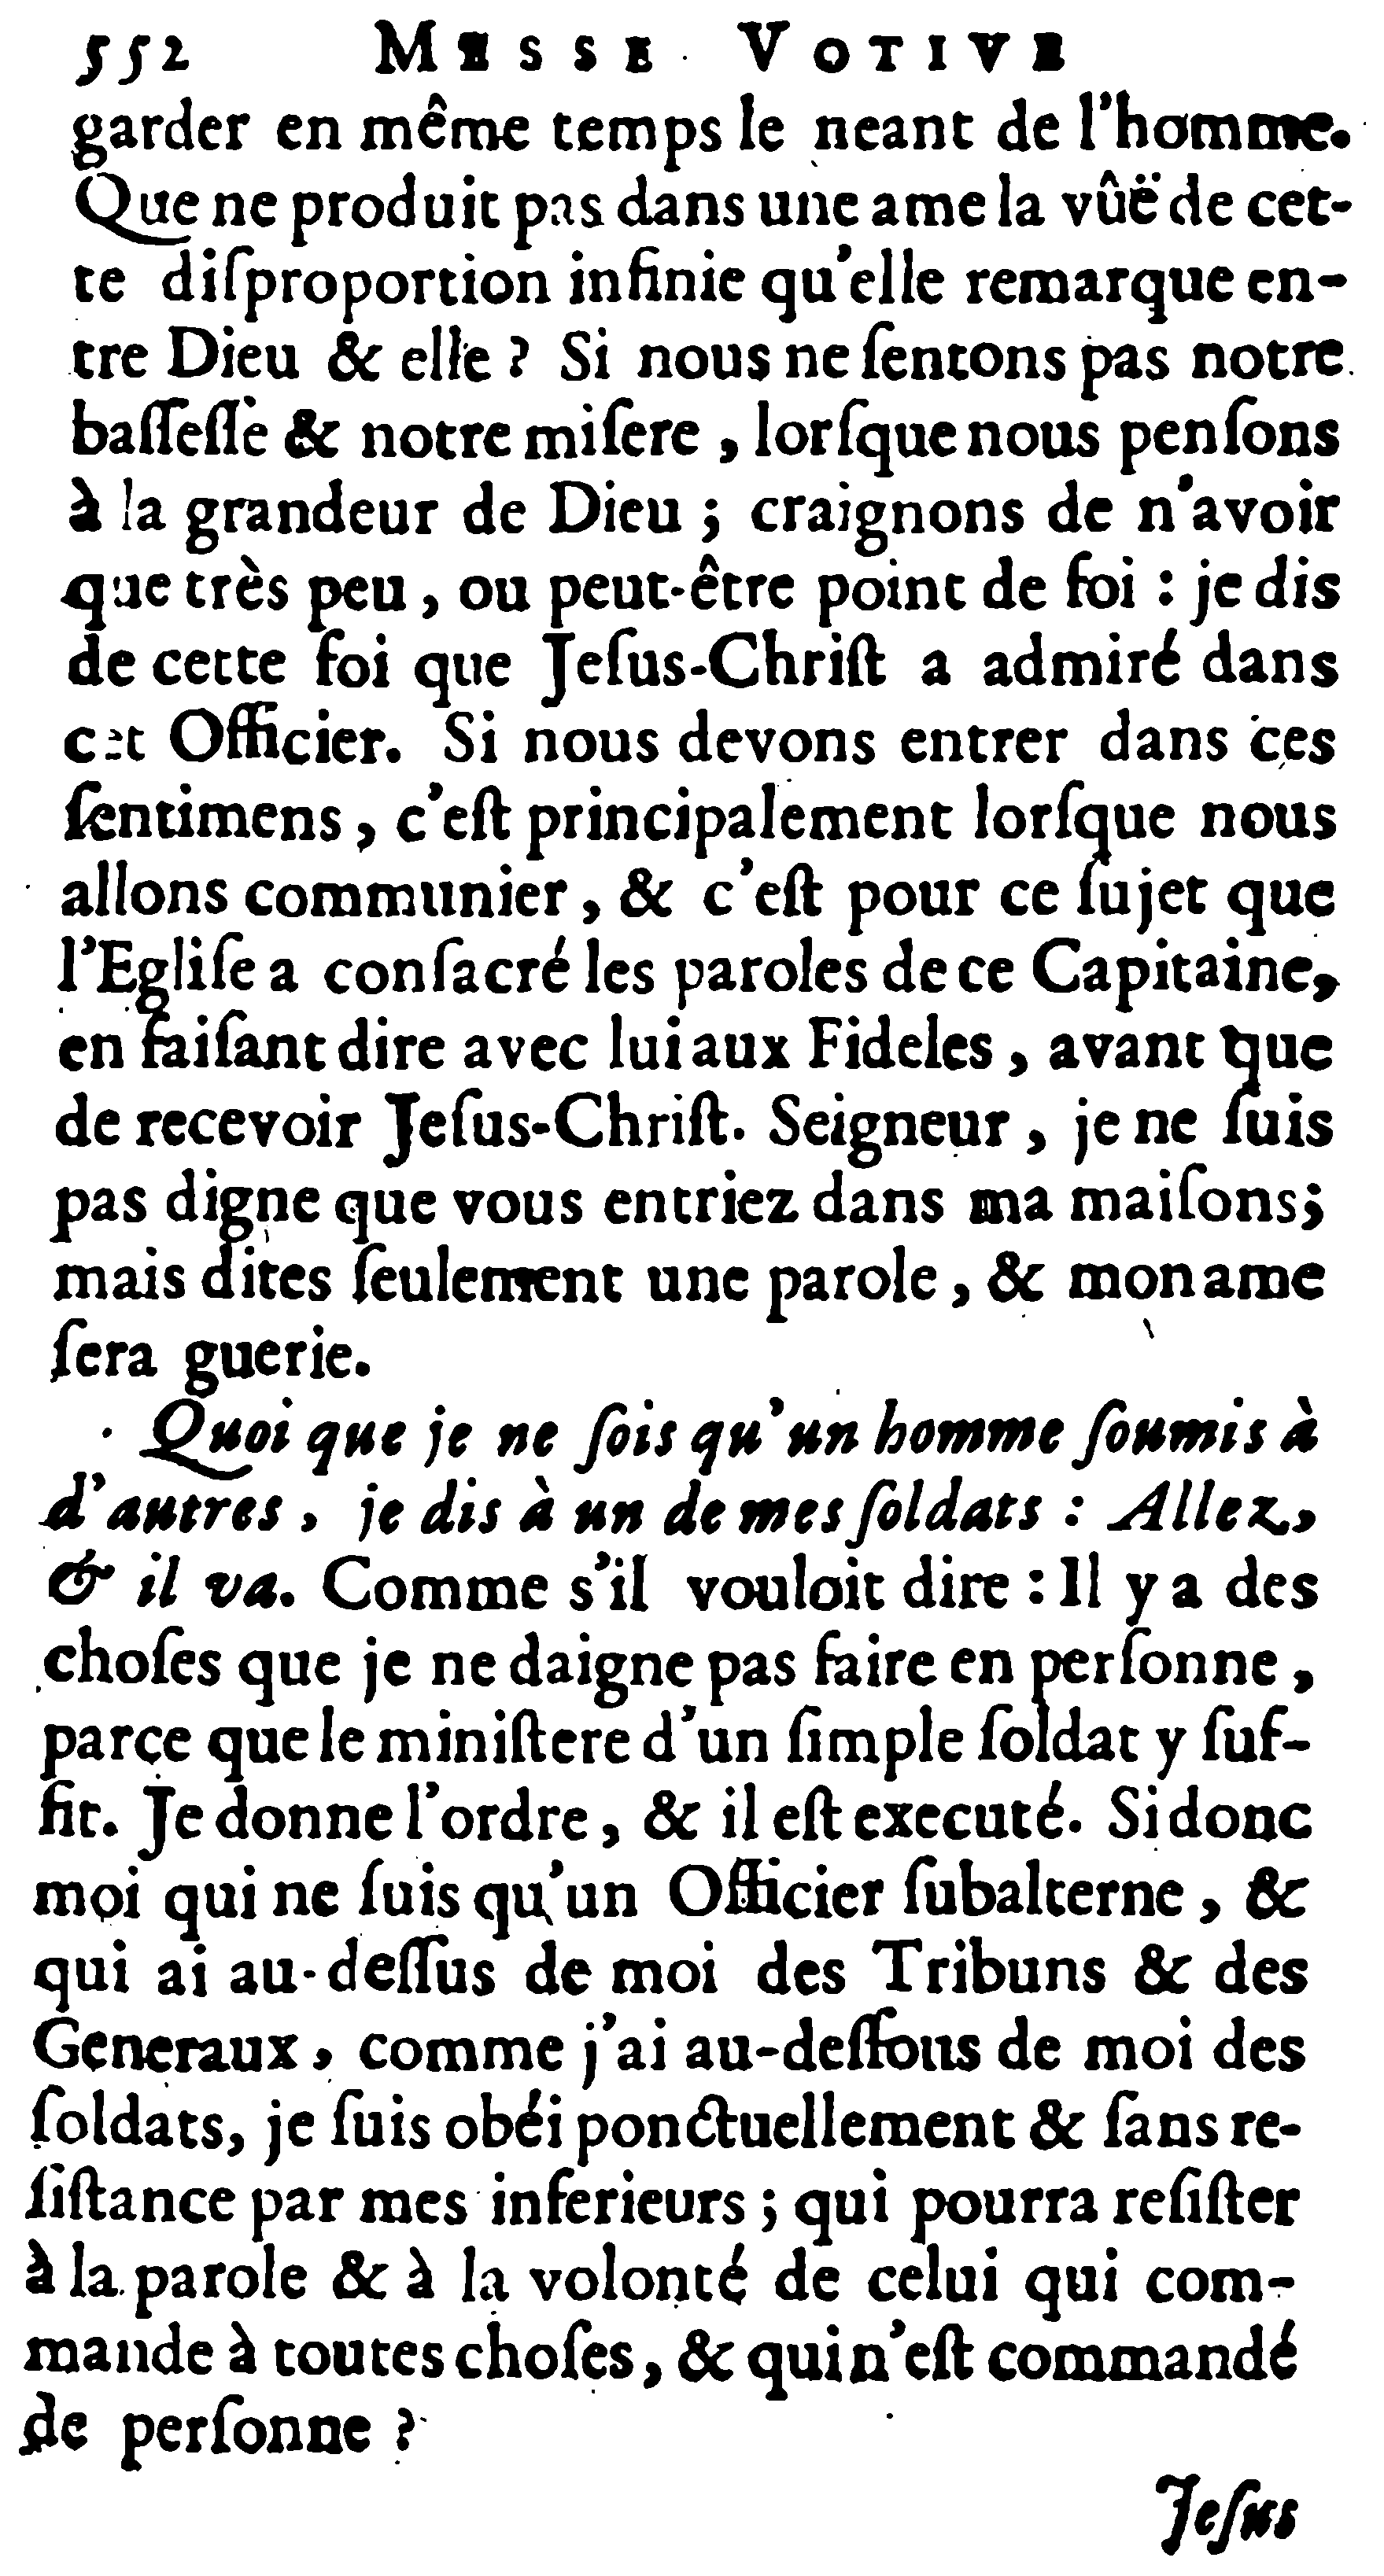 552 MESSE VOTIVE
garder en même temps le neant de l'homme.
Que ne produit pas dans une ame la vûë de cet-
te diſproportion infinie qu'elle remarque en-
tre Dieu & elle ? Si nous ne ſentons pas notre
baſſeſſe & notre miſere , lorſque nous penſons
à la grandeur de Dieu ; craignons de n'avoir
que très peu , ou peut-être point de foi : je dis
de cette foi que Jeſus-Chriſt a admiré dans
cet Officier. Si nous devons entrer dans ces
ſentimens , c'eſt principalement lorſque nous
allons communier , & c'eſt pour ce ſujet que
l'Egliſe a conſacré les paroles de ce Capitaine,
en faiſant dire avec lui aux Fideles , avant que
de recevoir Jeſus-Chriſt. Seigneur , je ne ſuis
pas digne que vous entriez dans ma maiſons;
mais dites ſeulement une parole , & mon ame
ſera guerie.
Quoi que je ne ſois qu'un homme ſoumis à
d'autres , je dis à un de mes ſoldats : Allez,
& il va. Comme s'il vouloit dire : Il y a des
choſes que je ne daigne pas faire en perſonne ,
parce que le miniſtere d'un ſimple ſoldat y ſuf-
fit. Je donne l'ordre , & il eſt executé. Si donc
moi qui ne ſuis qu'un Officier ſubalterne , &
qui ai au-deſſus de moi des Tribuns & des
Generaux , comme j'ai au-deſſous de moi des
ſoldats, je ſuis obéi ponctuellement & ſans re-
ſiſtance par mes inferieurs ; qui pourra reſiſter
à la parole & à la volonté de celui qui com-
mande à toutes choſes, & qui n'eſt commandé
de perſonne ?
Jeſus